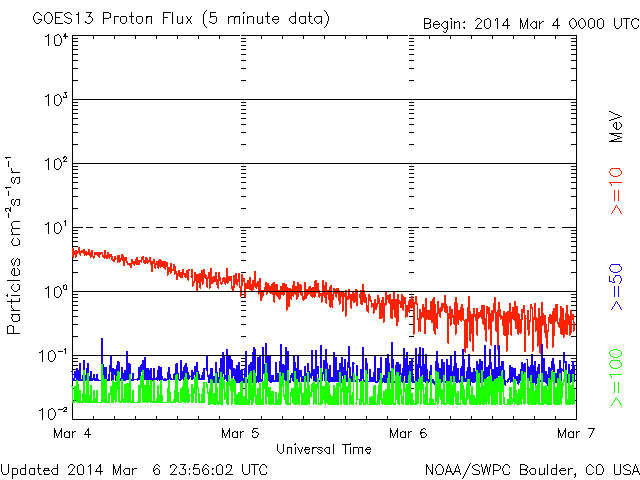 GOES13 Proton Flux (5 minute data)
Begin: 2014 Mar 4 0000 UTC
Particles cm⁻²s⁻¹sr⁻¹
10⁴
10³
10²
10¹
10⁰
10⁻¹
10⁻²
MeV
>=10
>=50
>=100
Mar 4
Mar 5
Mar 6
Mar 7
Universal Time
Updated 2014 Mar 6 23:56:02 UTC
NOAA/SWPC Boulder, CO USA